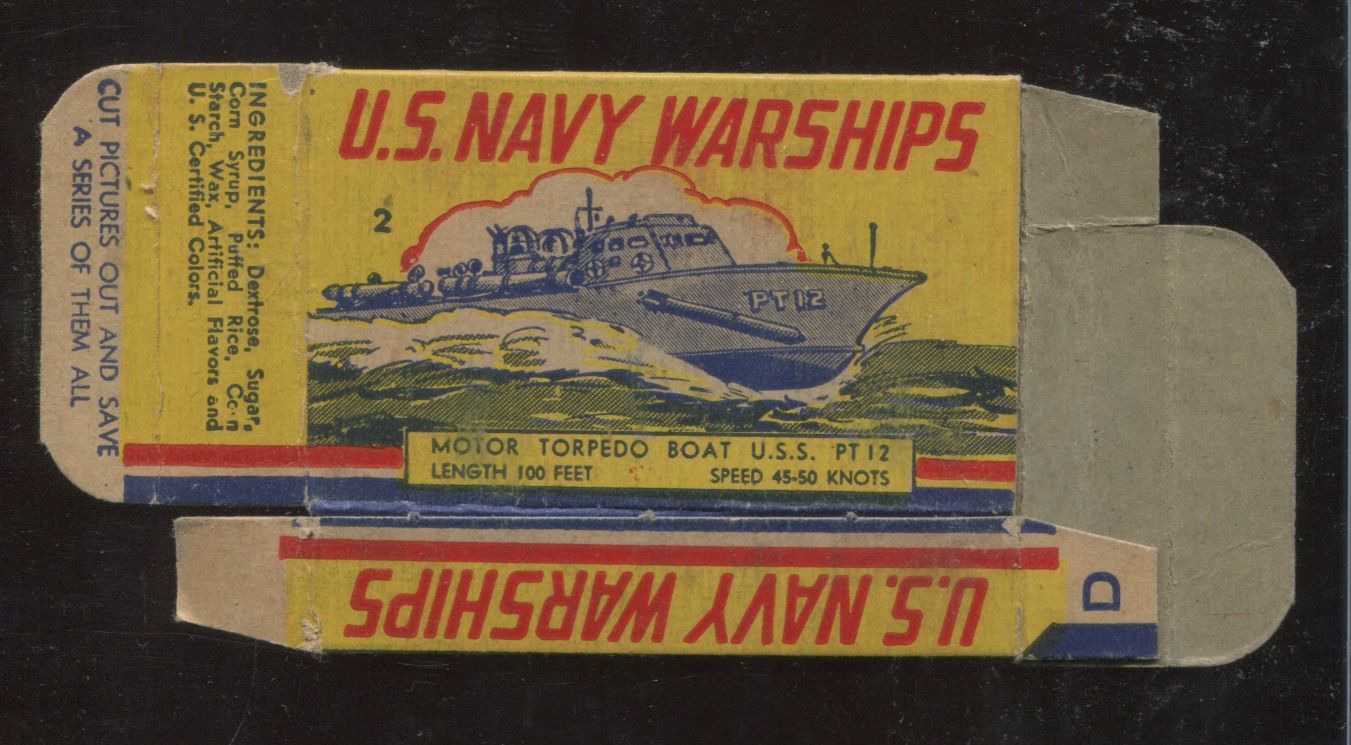 CUT PICTURES OUT AND SAVE
A SERIES OF THEM ALL
INGREDIENTS: Dextrose, Sugar,
Corn Syrup, Puffed Rice, Corn
Starch, Wax, Artificial Flavors and
U. S. Certified Colors.
U.S. NAVY WARSHIPS
2
PT 12
MOTOR TORPEDO BOAT U.S.S. PT 12
LENGTH 100 FEET SPEED 45-50 KNOTS
U.S. NAVY WARSHIPS
D